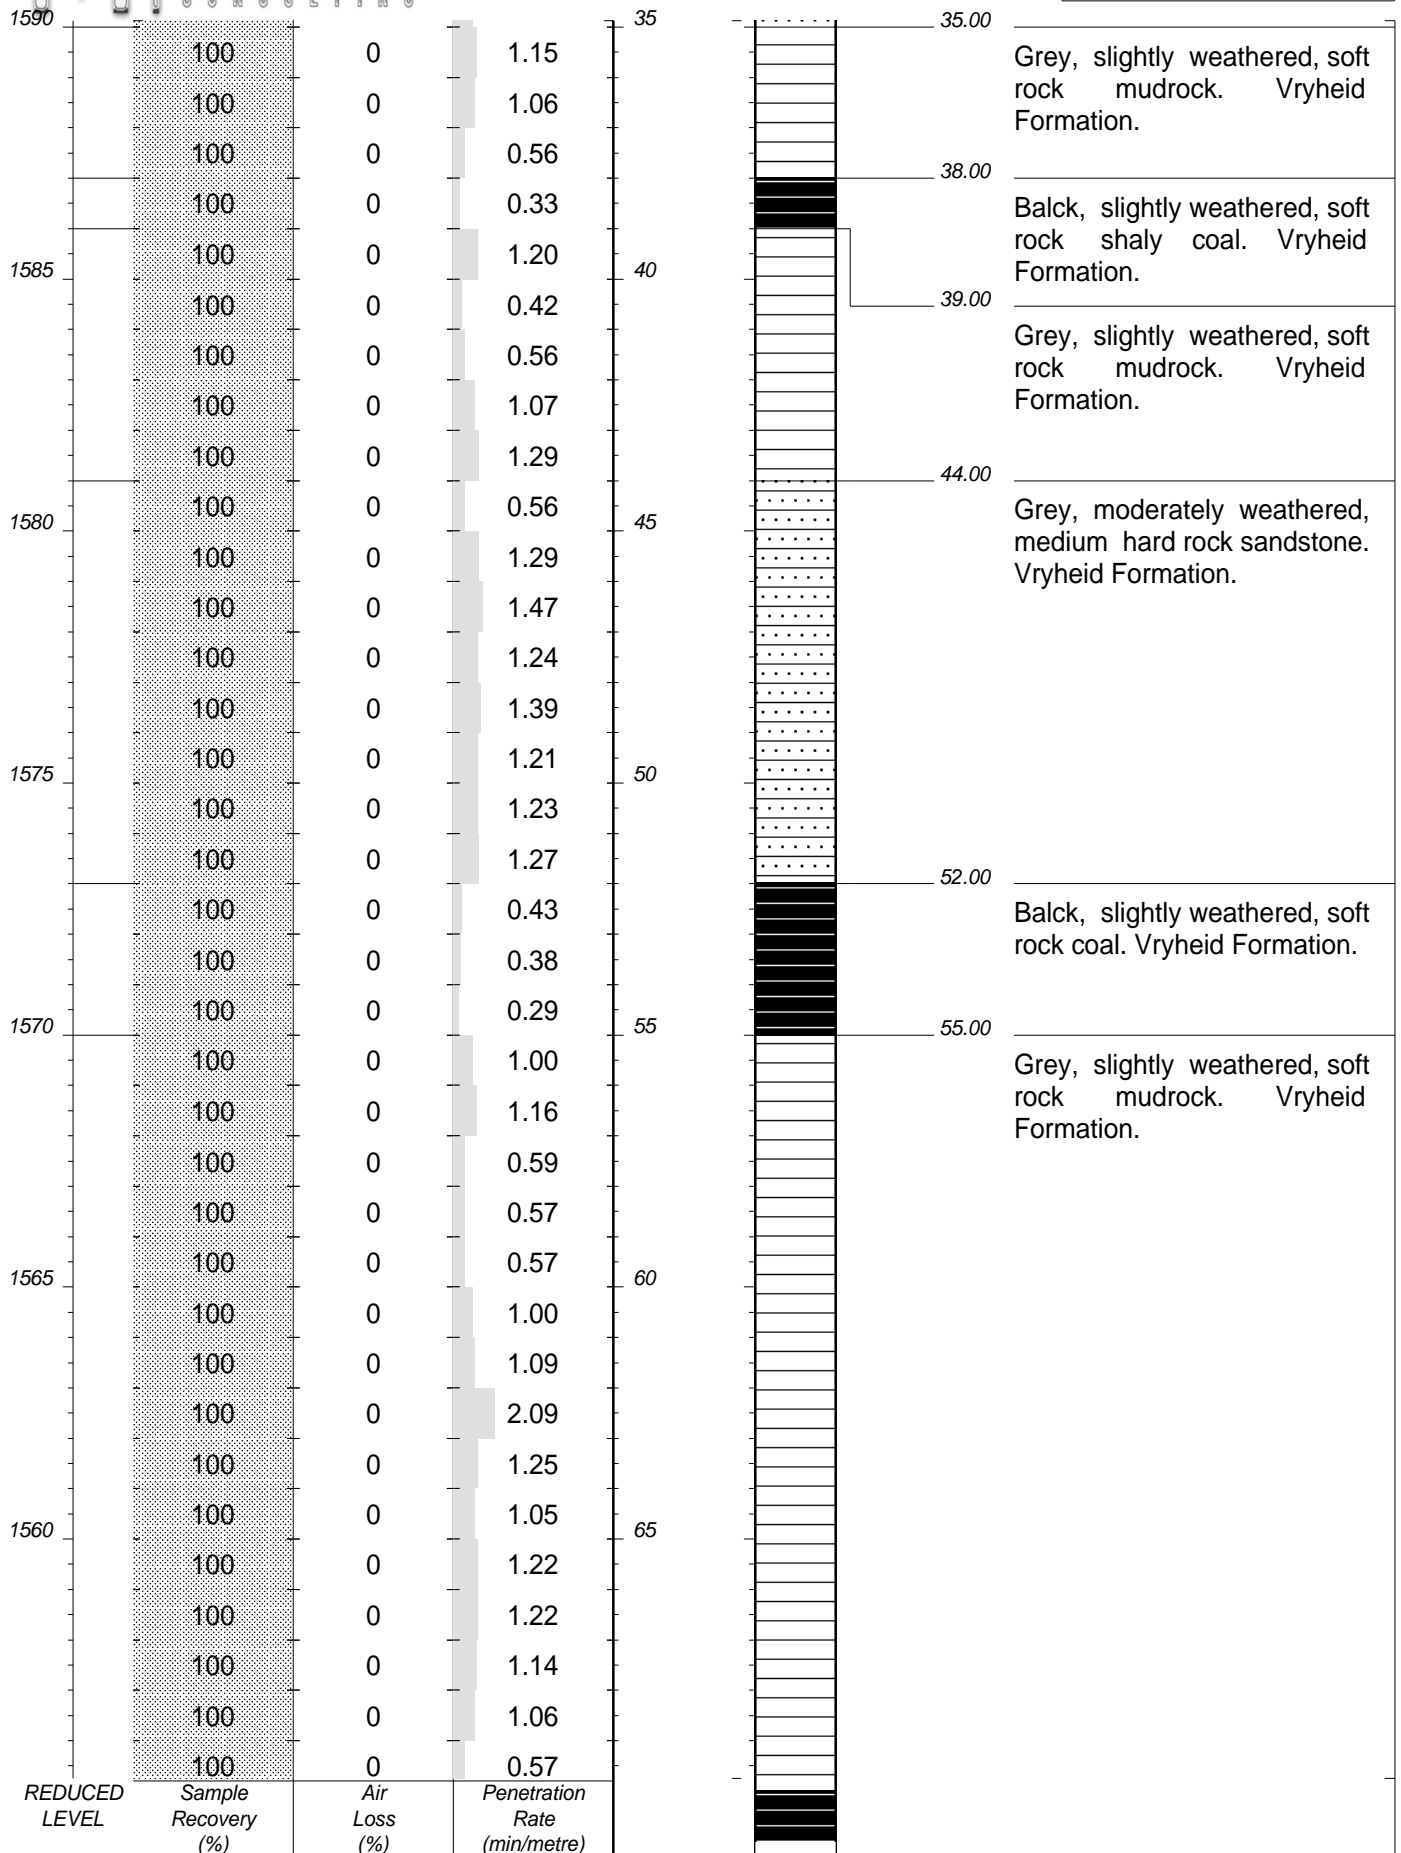 CONSULTING
1590 35 35.00
100 0 1.15 Grey, slightly weathered, soft
rock mudrock. Vryheid
100 0 1.06
Formation.
100 0 0.56
38.00
100 0 0.33 Balck, slightly weathered, soft
rock shaly coal. Vryheid
100 0 1.20
Formation.
1585 40
39.00
100 0 0.42
Grey, slightly weathered, soft
100 0 0.56
rock mudrock. Vryheid
Formation.
100 0 1.07
100 0 1.29
44.00
100 0 0.56 Grey, moderately weathered,
1580 45
medium hard rock sandstone.
100 0 1.29
Vryheid Formation.
100 0 1.47
100 0 1.24
100 0 1.39
100 0 1.21
1575 50
100 0 1.23
100 0 1.27
52.00
100 0 0.43 Balck, slightly weathered, soft
rock coal. Vryheid Formation.
100 0 0.38
100 0 0.29
1570 55 55.00
100 0 1.00 Grey, slightly weathered, soft
rock mudrock. Vryheid
100 0 1.16
Formation.
100 0 0.59
100 0 0.57
100 0 0.57
1565 60
100 0 1.00
100 0 1.09
100 0 2.09
100 0 1.25
100 0 1.05
1560 65
100 0 1.22
100 0 1.22
100 0 1.14
100 0 1.06
100 0 0.57
REDUCED Sample Air Penetration
LEVEL Recovery Loss Rate
(%) (%) (min/metre)